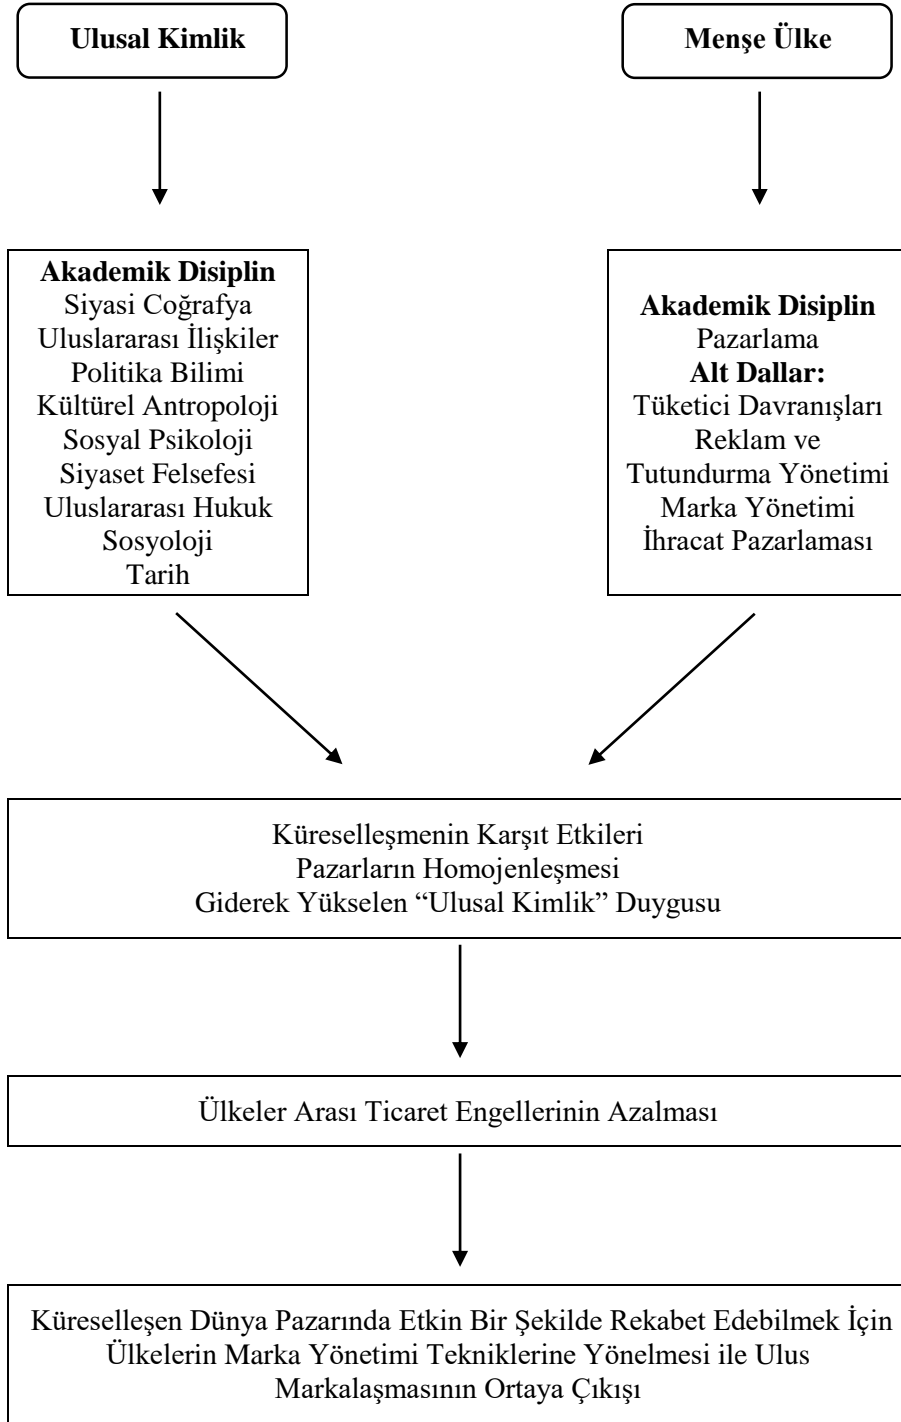 Ulusal Kimlik
Menşe Ülke
Akademik Disiplin
Siyasi Coğrafya
Uluslararası İlişkiler
Politika Bilimi
Kültürel Antropoloji
Sosyal Psikoloji
Siyaset Felsefesi
Uluslararası Hukuk
Sosyoloji
Tarih
Akademik Disiplin
Pazarlama
Alt Dallar:
Tüketici Davranışları
Reklam ve
Tutundurma Yönetimi
Marka Yönetimi
İhracat Pazarlaması
Küreselleşmenin Karşıt Etkileri
Pazarların Homojenleşmesi
Giderek Yükselen “Ulusal Kimlik” Duygusu
Ülkeler Arası Ticaret Engellerinin Azalması
Küreselleşen Dünya Pazarında Etkin Bir Şekilde Rekabet Edebilmek İçin
Ülkelerin Marka Yönetimi Tekniklerine Yönelmesi ile Ulus
Markalaşmasının Ortaya Çıkışı